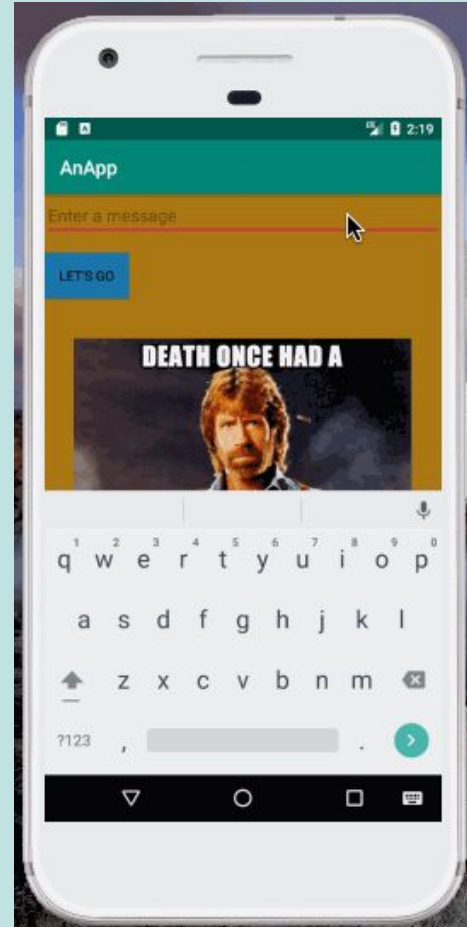 2:19
AnApp
Enter a message
LET'S GO
DEATH ONCE HAD A
1 2 3 4 5 6 7 8 9 0
q w e r t y u i o p
a s d f g h j k l
z x c v b n m
?123 , .